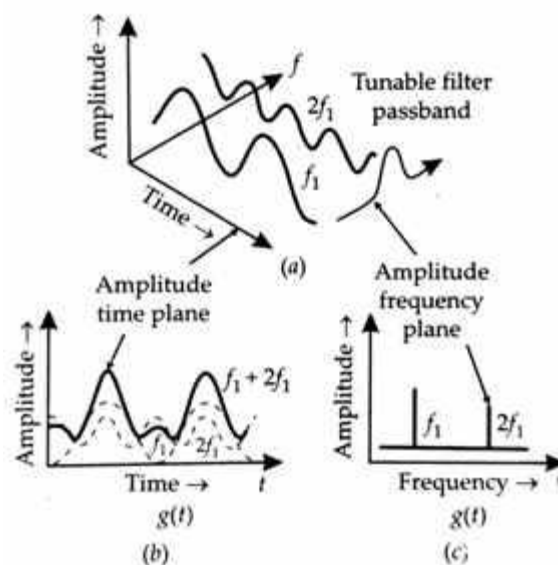 Amplitude →
f
Tunable filter
passband
2f₁
f₁
Time →
(a)
Amplitude
time plane
Amplitude
frequency
plane
Amplitude →
f₁ + 2f₁
f₁
2f₁
Time →
t
g(t)
(b)
Amplitude →
f₁
2f₁
Frequency →
g(t)
(c)